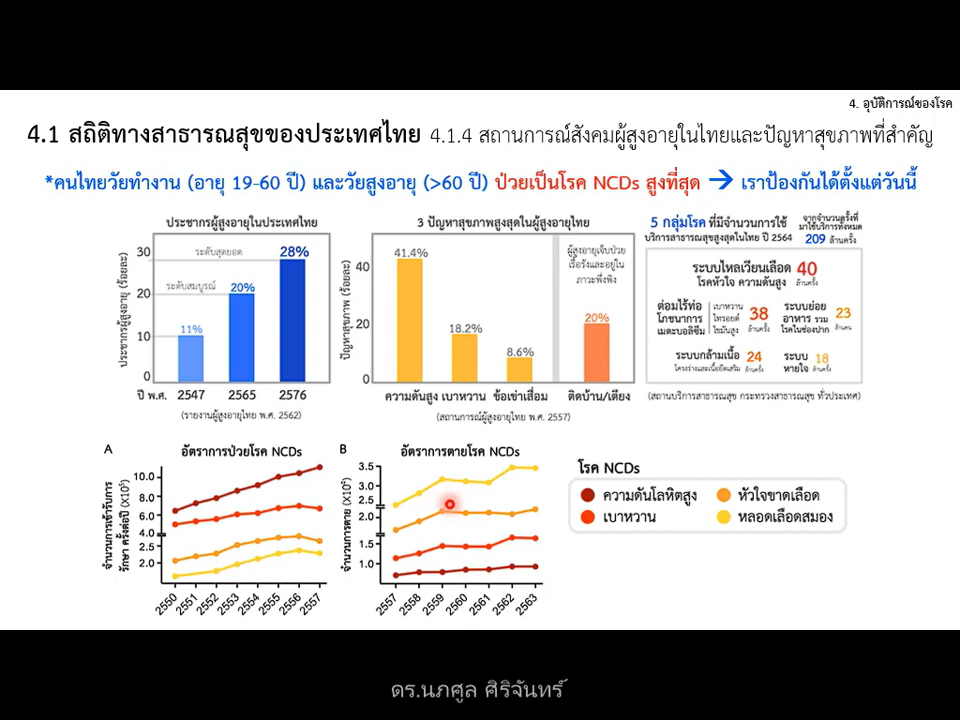 4. อุบัติการณ์ของโรค
4.1 สถิติทางสาธารณสุขของประเทศไทย 4.1.4 สถานการณ์สังคมผู้สูงอายุในไทยและปัญหาสุขภาพที่สำคัญ
*คนไทยวัยทำงาน (อายุ 19-60 ปี) และวัยสูงอายุ (>60 ปี) ป่วยเป็นโรค NCDs สูงที่สุด → เราป้องกันได้ตั้งแต่วันนี้
ประชากรผู้สูงอายุในประเทศไทย
ประชากรผู้สูงอายุ (ร้อยละ)
30
20
10
0
ระดับสุดยอด
ระดับสมบูรณ์
11%
20%
28%
ปี พ.ศ. 2547 2565 2576
(รายงานผู้สูงอายุไทย พ.ศ. 2562)
3 ปัญหาสุขภาพสูงสุดในผู้สูงอายุไทย
ปัญหาสุขภาพ (ร้อยละ)
40
20
0
41.4%
18.2%
8.6%
ผู้สูงอายุเจ็บป่วย
เรื้อรังและอยู่ใน
ภาวะพึ่งพิง
20%
ความดันสูง เบาหวาน ข้อเข่าเสื่อม ติดบ้าน/เตียง
(สถานการณ์ผู้สูงอายุไทย พ.ศ. 2557)
5 กลุ่มโรค ที่มีจำนวนการใช้
บริการสาธารณสุขสูงสุดในไทย ปี 2564
จากจำนวนครั้งที่
มาใช้บริการทั้งหมด
209 ล้านครั้ง
ระบบไหลเวียนเลือด
โรคหัวใจ ความดันสูง
40
ล้านครั้ง
ต่อมไร้ท่อ
โภชนาการ
เมตะบอลิซึม
เบาหวาน
ไทรอยด์
ไขมันสูง
38
ล้านครั้ง
ระบบย่อย
อาหาร รวม
โรคในช่องปาก
23
ล้านคน
ระบบกล้ามเนื้อ
โครงร่างและเนื้อยึดเสริม
24
ล้านครั้ง
ระบบ
หายใจ
18
ล้านครั้ง
(สถานบริการสาธารณสุข กระทรวงสาธารณสุข ทั่วประเทศ)
A
อัตราการป่วยโรค NCDs
จำนวนการเข้ารับการ
รักษา ครั้งต่อปี (X10⁵)
10.0
8.0
6.0
4.0
2.5
2.0
2550 2551 2552 2553 2554 2555 2556 2557
B
อัตราการตายโรค NCDs
จำนวนการตาย (X10⁴)
3.5
3.0
2.5
2.0
1.5
1.0
2557 2558 2559 2560 2561 2562 2563
โรค NCDs
ความดันโลหิตสูง หัวใจขาดเลือด
เบาหวาน หลอดเลือดสมอง
ดร.นภศูล ศิริจันทร์